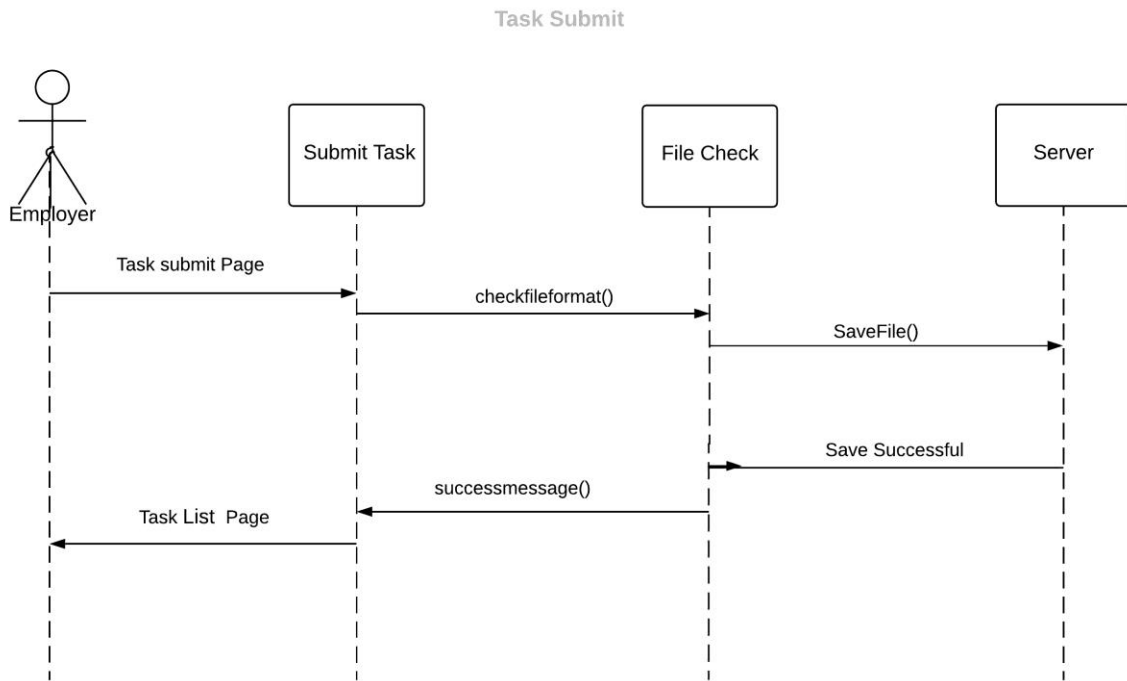 Task Submit
Submit Task
File Check
Server
Employer
Task submit Page
checkfileformat()
SaveFile()
Save Successful
successmessage()
Task List Page